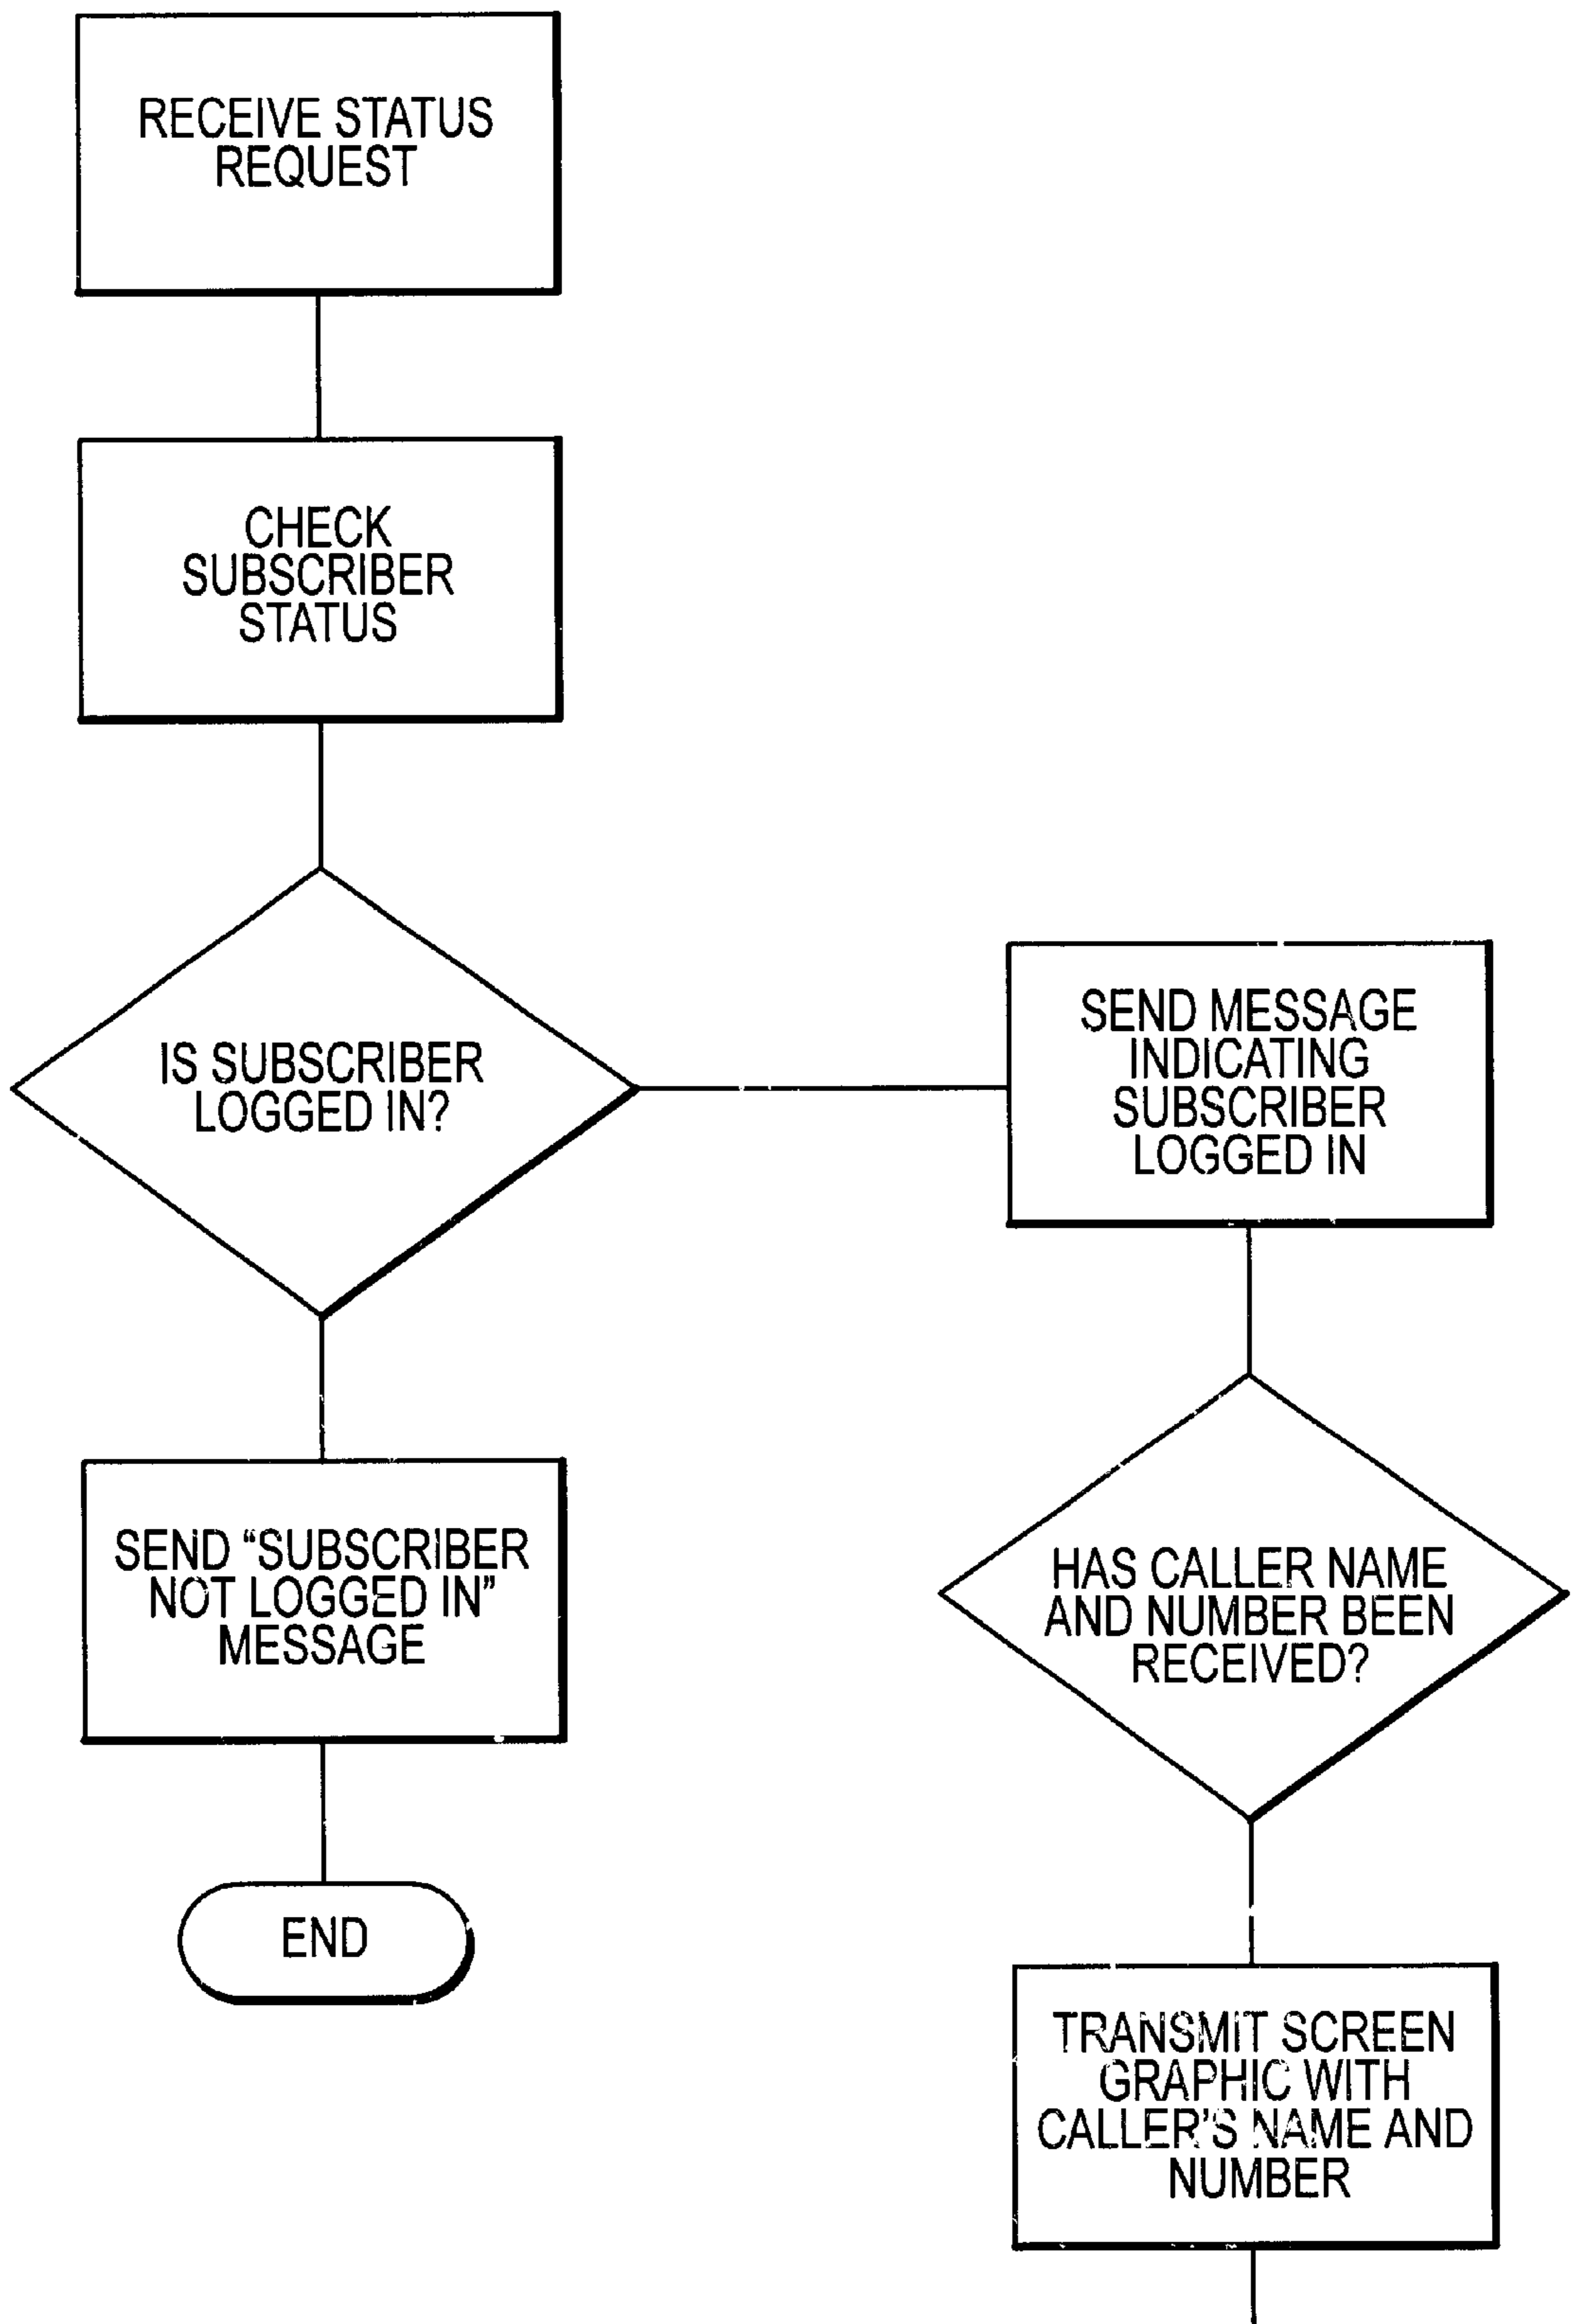 RECEIVE STATUS
REQUEST
CHECK
SUBSCRIBER
STATUS
IS SUBSCRIBER
LOGGED IN?
SEND MESSAGE
INDICATING
SUBSCRIBER
LOGGED IN
SEND “SUBSCRIBER
NOT LOGGED IN”
MESSAGE
HAS CALLER NAME
AND NUMBER BEEN
RECEIVED?
END
TRANSMIT SCREEN
GRAPHIC WITH
CALLER'S NAME AND
NUMBER